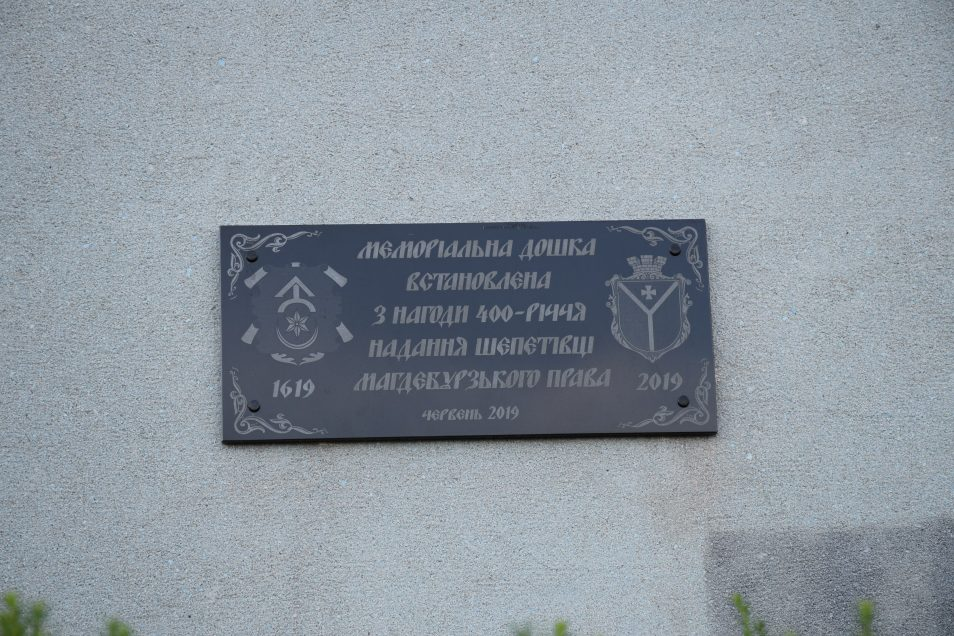 МЕМОРІАЛЬНА ДОШКА
ВСТАНОВЛЕНА
З НАГОДИ 400-РІЧЧЯ
НАДАННЯ ШЕПЕТІВЦІ
МАГДЕБУРЗЬКОГО ПРАВА
1619
2019
ЧЕРВЕНЬ 2019